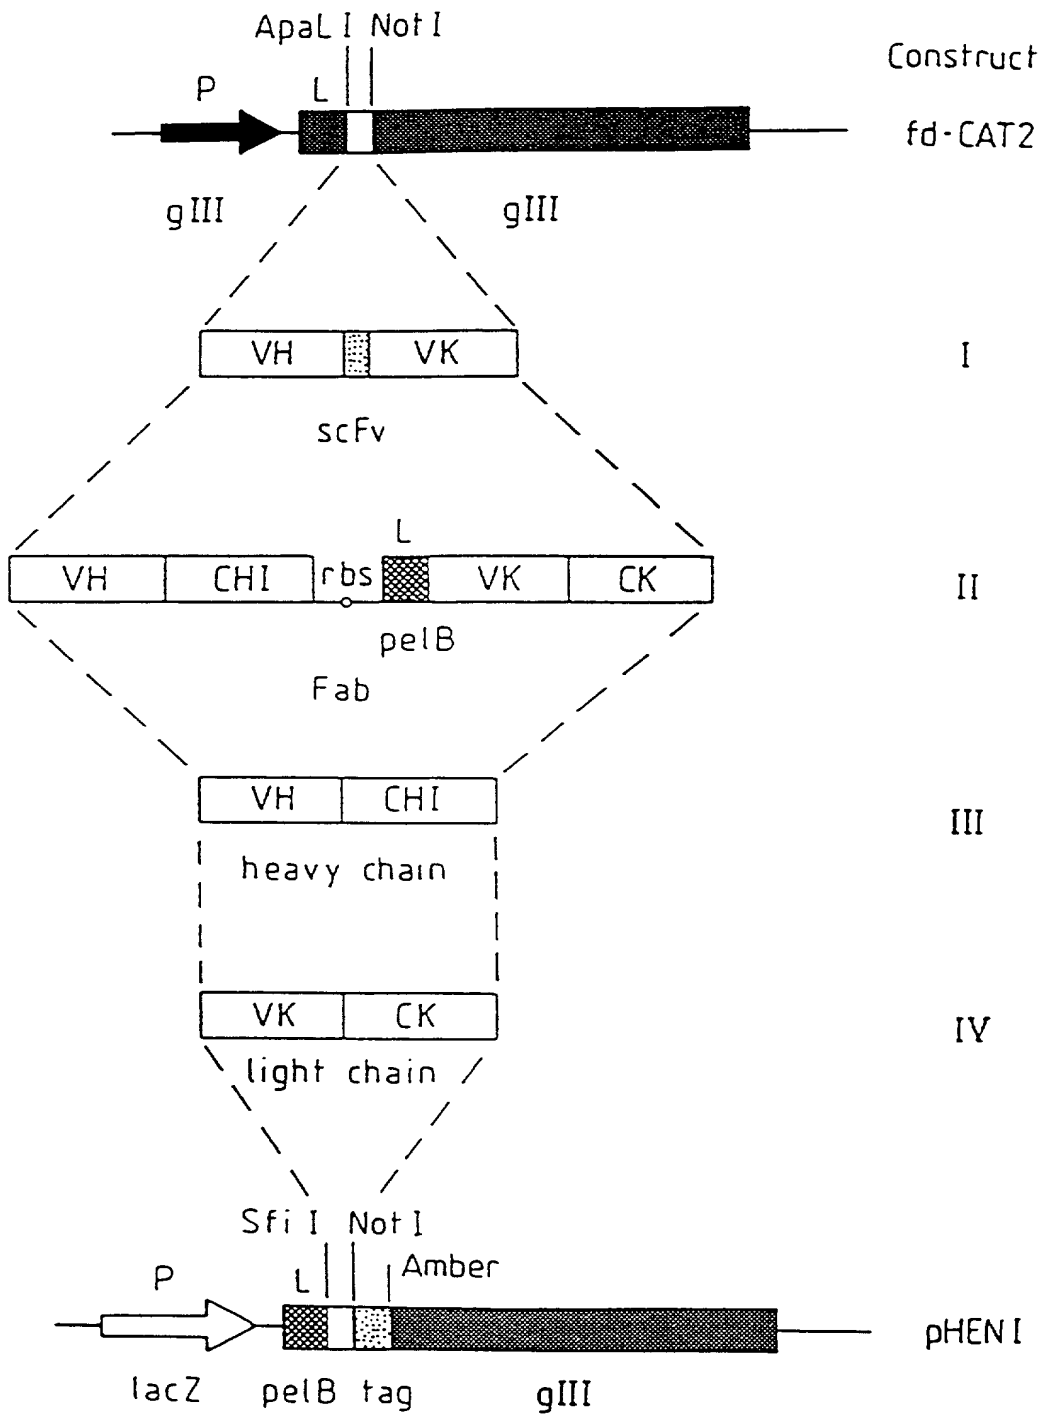 ApaL I Not I
Construct
P L
fd-CAT2
gIII gIII
VH VK I
scFv
L
VH CHI rbs VK CK II
pelB
Fab
VH CHI III
heavy chain
VK CK IV
light chain
Sfi I Not I
P L Amber
pHEN I
lacZ pelB tag gIII